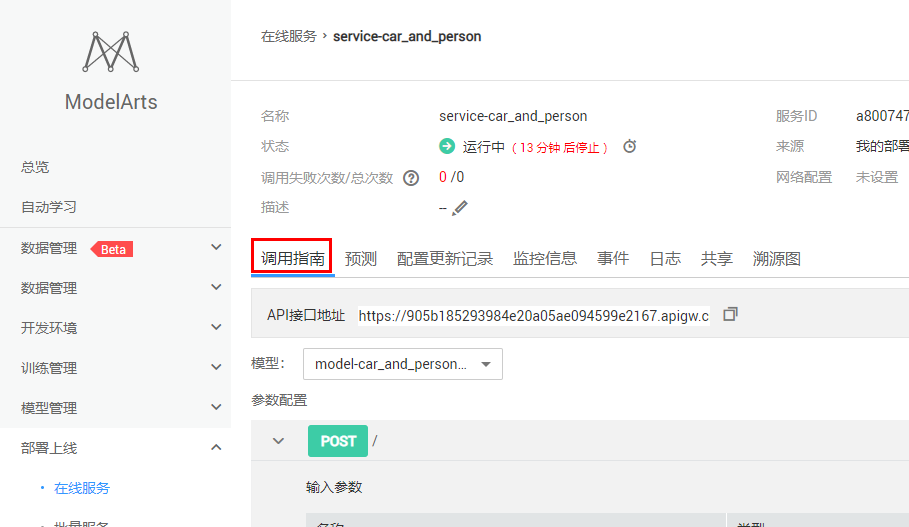 ModelArts
总览
自动学习
数据管理 Beta
数据管理
开发环境
训练管理
模型管理
部署上线
在线服务
批量服务
在线服务 › service-car_and_person
名称 service-car_and_person 服务ID a800747
状态 运行中 ( 13 分钟 后停止 ) 来源 我的部署
调用失败次数/总次数 ? 0 /0 网络配置 未设置
描述 --
调用指南 预测 配置更新记录 监控信息 事件 日志 共享 溯源图
API接口地址 https://905b185293984e20a05ae094599e2167.apigw.c
模型: model-car_and_person...
参数配置
POST /
输入参数
名称 类型